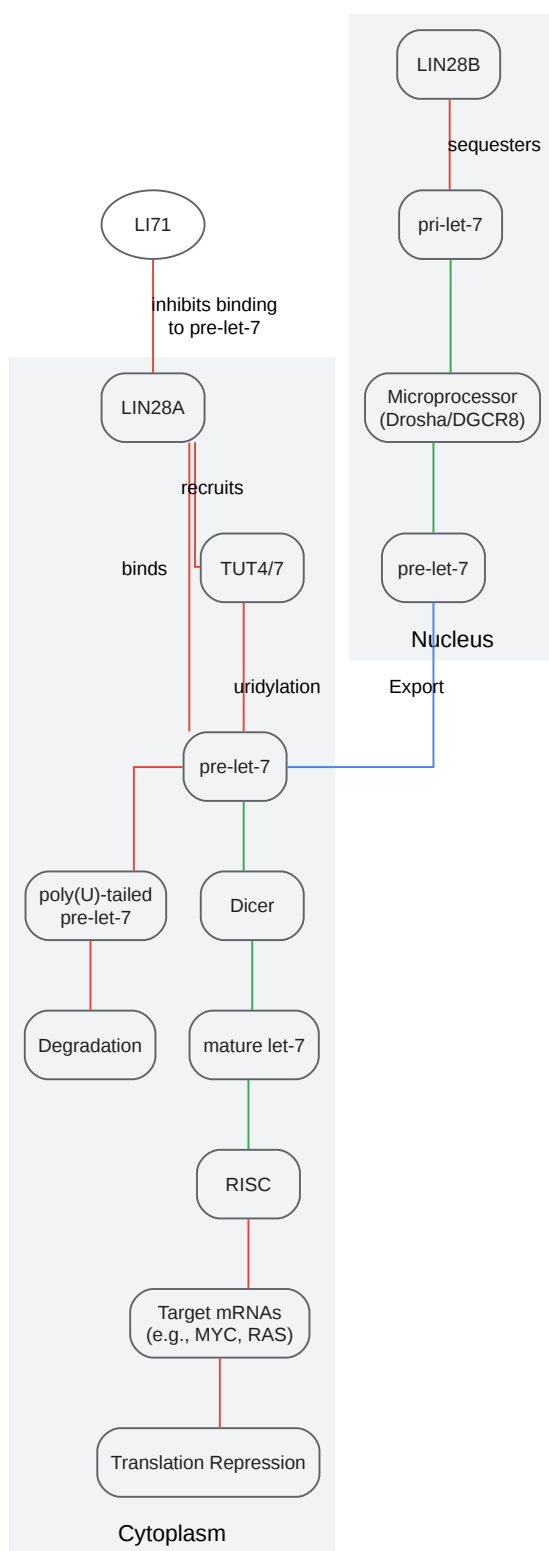 LIN28B
sequesters
pri-let-7
Microprocessor
(Drosha/DGCR8)
pre-let-7
Nucleus
Export
LI71
inhibits binding
to pre-let-7
LIN28A
recruits
binds
TUT4/7
uridylation
pre-let-7
poly(U)-tailed
pre-let-7
Dicer
Degradation
mature let-7
RISC
Target mRNAs
(e.g., MYC, RAS)
Translation Repression
Cytoplasm